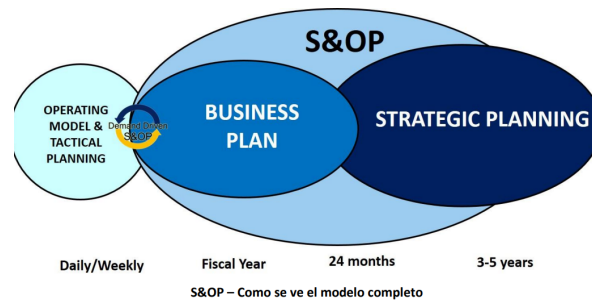 S&OP
OPERATING
MODEL &
TACTICAL
PLANNING
Demand Driven
S&OP
BUSINESS
PLAN
STRATEGIC PLANNING
Daily/Weekly
Fiscal Year
24 months
3-5 years
S&OP – Como se ve el modelo completo